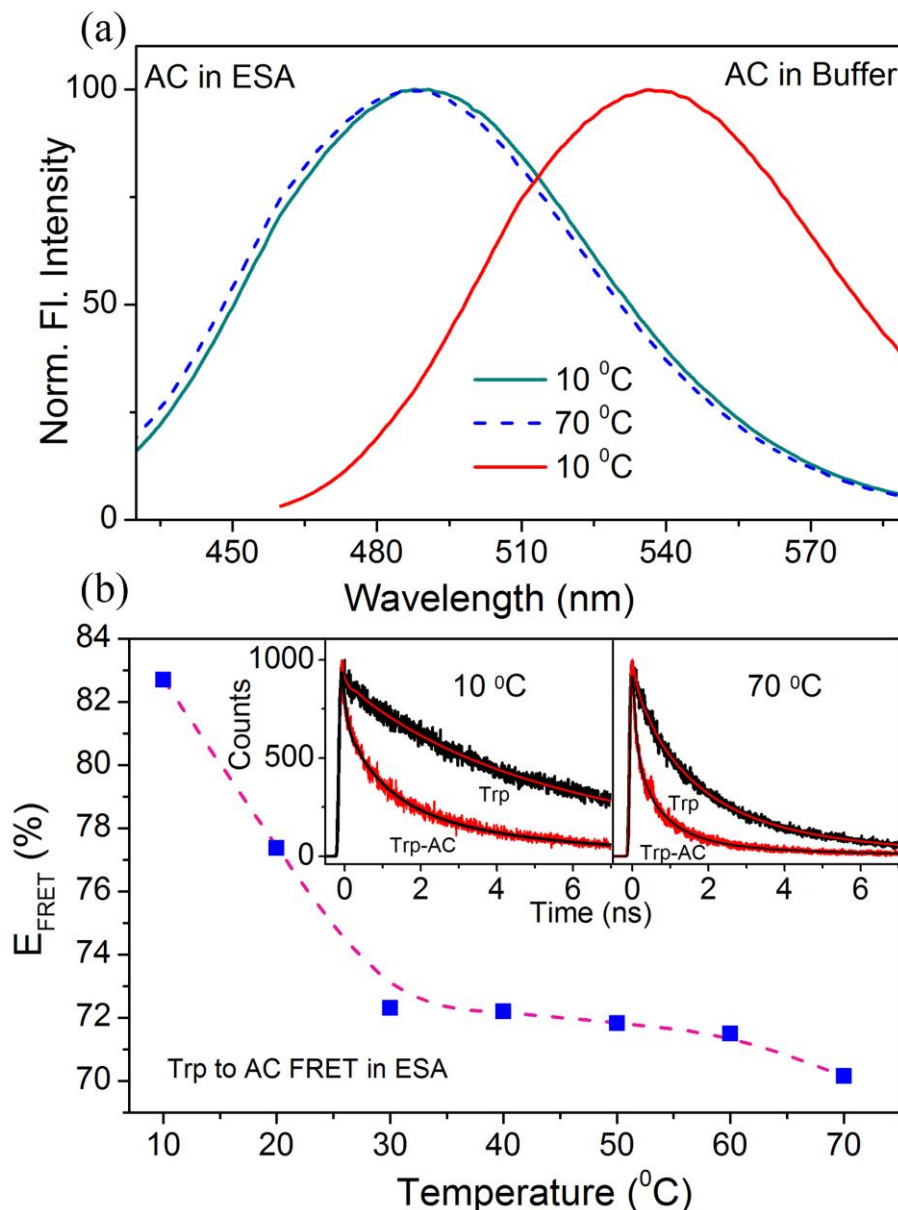 (a)
AC in ESA
AC in Buffer
100
50
0
Norm. Fl. Intensity
10 ⁰C
70 ⁰C
10 ⁰C
450 480 510 540 570
Wavelength (nm)
(b)
84
82
80
78
76
74
72
70
E_FRET (%)
1000
500
0
Counts
10 ⁰C
Trp
Trp-AC
70 ⁰C
Trp
Trp-AC
0 2 4 6 0 2 4 6
Time (ns)
Trp to AC FRET in ESA
10 20 30 40 50 60 70
Temperature (⁰C)